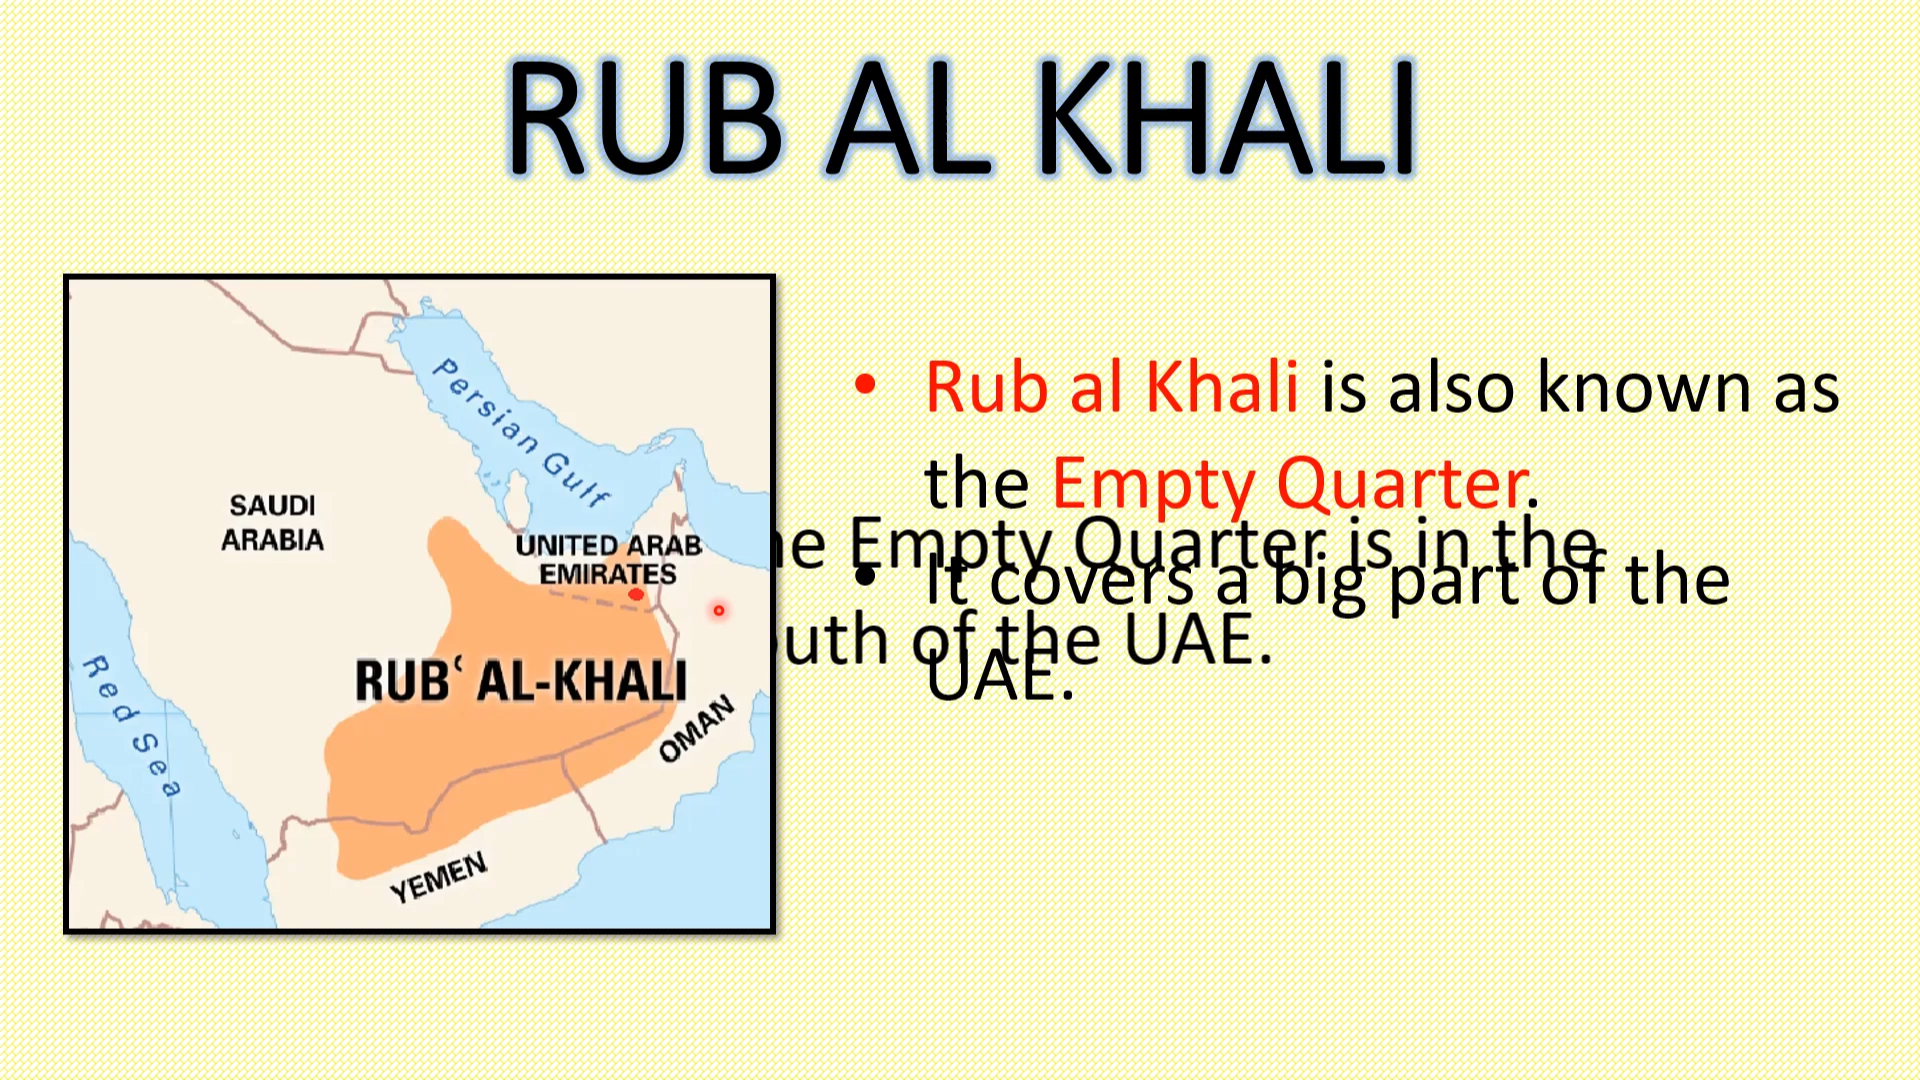 RUB AL KHALI
• Rub al Khali is also known as
the Empty Quarter.
• It covers a big part of the
UAE.
he Empty Quarter is in the
outh of the UAE.
Persian Gulf
SAUDI
ARABIA
UNITED ARAB
EMIRATES
RUBʿ AL-KHALI
Red Sea
OMAN
YEMEN